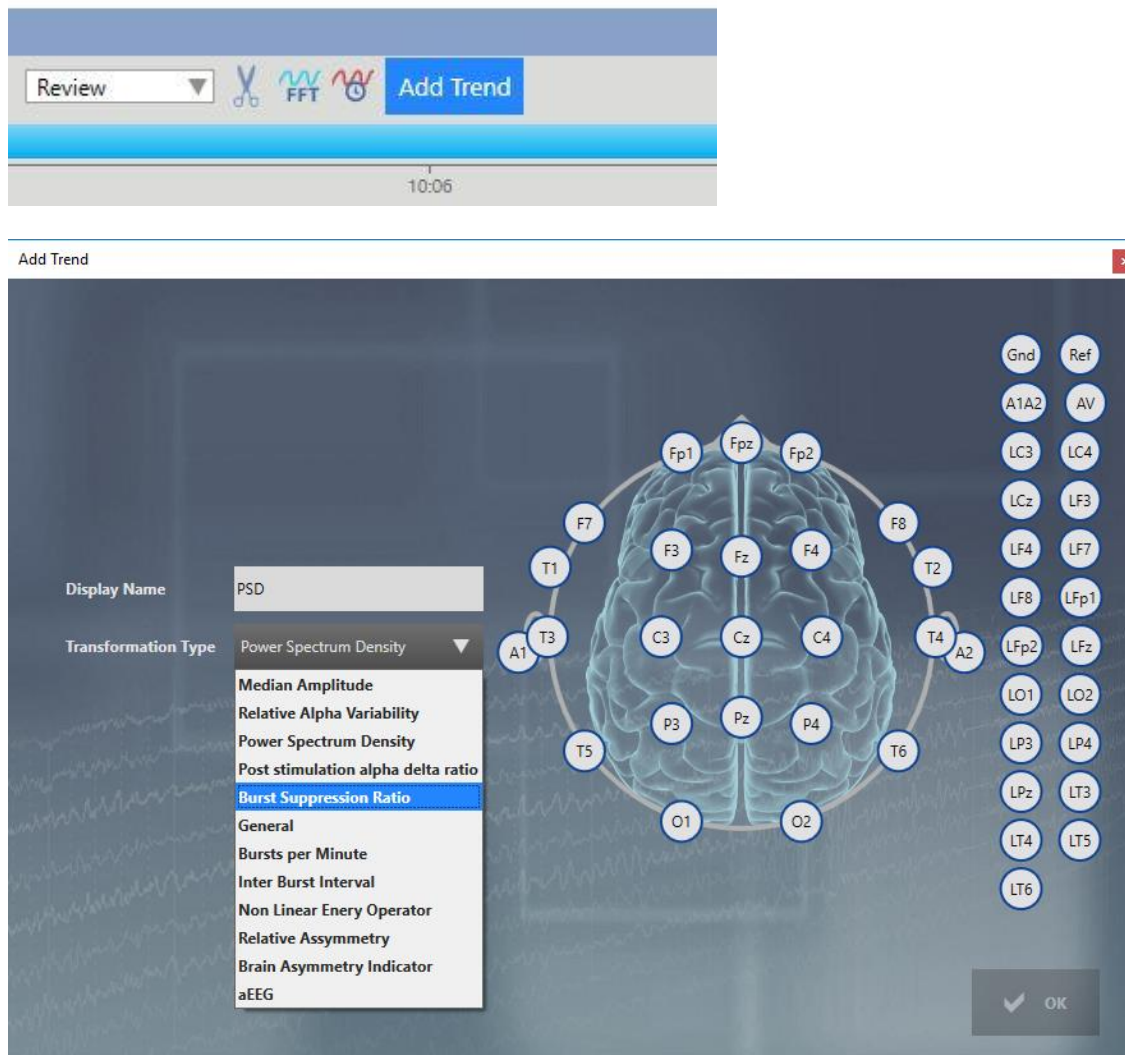 Review
FFT
Add Trend
10:06
Add Trend
Gnd Ref
A1A2 AV
Fp1 Fpz Fp2
LC3 LC4
F7 F8
LCz LF3
F3 Fz F4
LF4 LF7
T1 T2
Display Name PSD
LF8 LFp1
Transformation Type Power Spectrum Density
A1 T3 C3 Cz C4 T4 A2
LFp2 LFz
Median Amplitude
Relative Alpha Variability
Power Spectrum Density
Post stimulation alpha delta ratio
Burst Suppression Ratio
General
Bursts per Minute
Inter Burst Interval
Non Linear Enery Operator
Relative Assymmetry
Brain Asymmetry Indicator
aEEG
LO1 LO2
P3 Pz P4
LP3 LP4
T5 T6
LPz LT3
O1 O2
LT4 LT5
LT6
OK